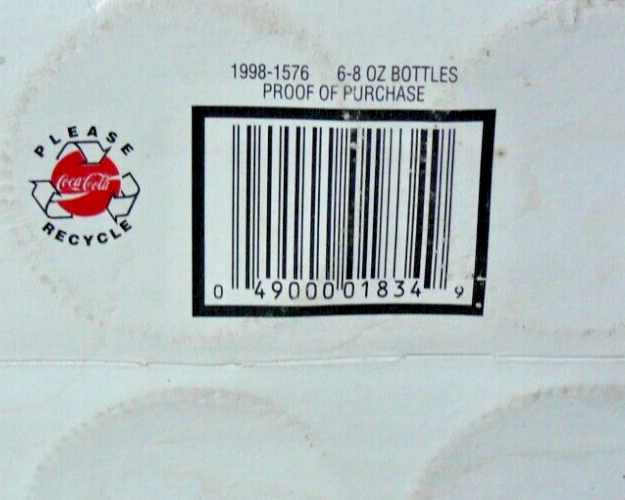 1998-1576 6-8 OZ BOTTLES
PROOF OF PURCHASE
PLEASE
Coca-Cola
RECYCLE
0 49000 01834 9